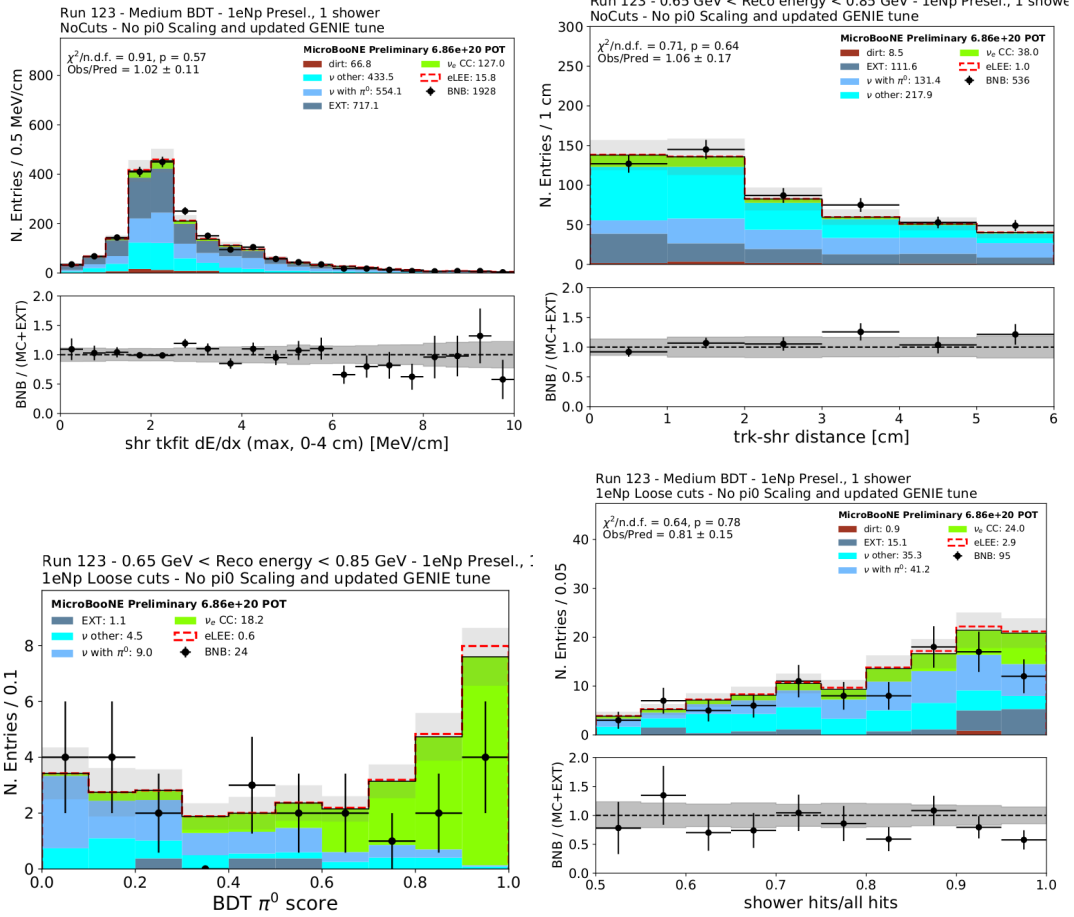 Run 123 - Medium BDT - 1eNp Presel., 1 shower
NoCuts - No pi0 Scaling and updated GENIE tune
χ²/n.d.f. = 0.91, p = 0.57
Obs/Pred = 1.02 ± 0.11
MicroBooNE Preliminary 6.86e+20 POT
dirt: 66.8
ν other: 433.5
ν with π⁰: 554.1
EXT: 717.1
νₑ CC: 127.0
eLEE: 15.8
BNB: 1928
N. Entries / 0.5 MeV/cm
800
600
400
200
0
BNB / (MC+EXT)
2.0
1.5
1.0
0.5
0.0
0 2 4 6 8 10
shr tkfit dE/dx (max, 0-4 cm) [MeV/cm]
Run 123 - 0.65 GeV < Reco energy < 0.85 GeV - 1eNp Presel., 1 showe
NoCuts - No pi0 Scaling and updated GENIE tune
χ²/n.d.f. = 0.71, p = 0.64
Obs/Pred = 1.06 ± 0.17
MicroBooNE Preliminary 6.86e+20 POT
dirt: 8.5
EXT: 111.6
ν with π⁰: 131.4
ν other: 217.9
νₑ CC: 38.0
eLEE: 1.0
BNB: 536
N. Entries / 1 cm
300
250
200
150
100
50
0
BNB / (MC+EXT)
2.0
1.5
1.0
0.5
0.0
0 1 2 3 4 5 6
trk-shr distance [cm]
Run 123 - 0.65 GeV < Reco energy < 0.85 GeV - 1eNp Presel.,
1eNp Loose cuts - No pi0 Scaling and updated GENIE tune
MicroBooNE Preliminary 6.86e+20 POT
EXT: 1.1
ν other: 4.5
ν with π⁰: 9.0
νₑ CC: 18.2
eLEE: 0.6
BNB: 24
N. Entries / 0.1
8
6
4
2
0
0.0 0.2 0.4 0.6 0.8 1.0
BDT π⁰ score
Run 123 - Medium BDT - 1eNp Presel., 1 shower
1eNp Loose cuts - No pi0 Scaling and updated GENIE tune
χ²/n.d.f. = 0.64, p = 0.78
Obs/Pred = 0.81 ± 0.15
MicroBooNE Preliminary 6.86e+20 POT
dirt: 0.9
EXT: 15.1
ν other: 35.3
ν with π⁰: 41.2
νₑ CC: 24.0
eLEE: 2.9
BNB: 95
N. Entries / 0.05
40
30
20
10
0
BNB / (MC+EXT)
2.0
1.5
1.0
0.5
0.0
0.5 0.6 0.7 0.8 0.9 1.0
shower hits/all hits